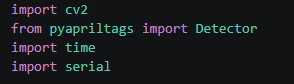 import cv2
from pyapriltags import Detector
import time
import serial